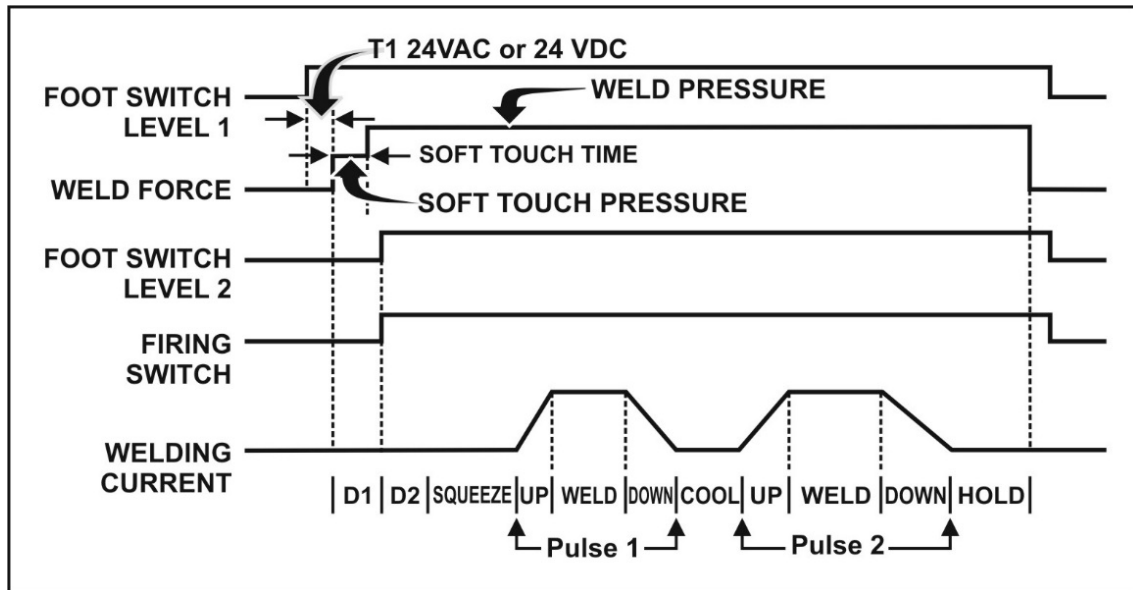 T1 24VAC or 24 VDC
FOOT SWITCH
LEVEL 1
WELD PRESSURE
SOFT TOUCH TIME
WELD FORCE
SOFT TOUCH PRESSURE
FOOT SWITCH
LEVEL 2
FIRING
SWITCH
WELDING
CURRENT
D1 D2 SQUEEZE UP WELD DOWN COOL UP WELD DOWN HOLD
Pulse 1 Pulse 2